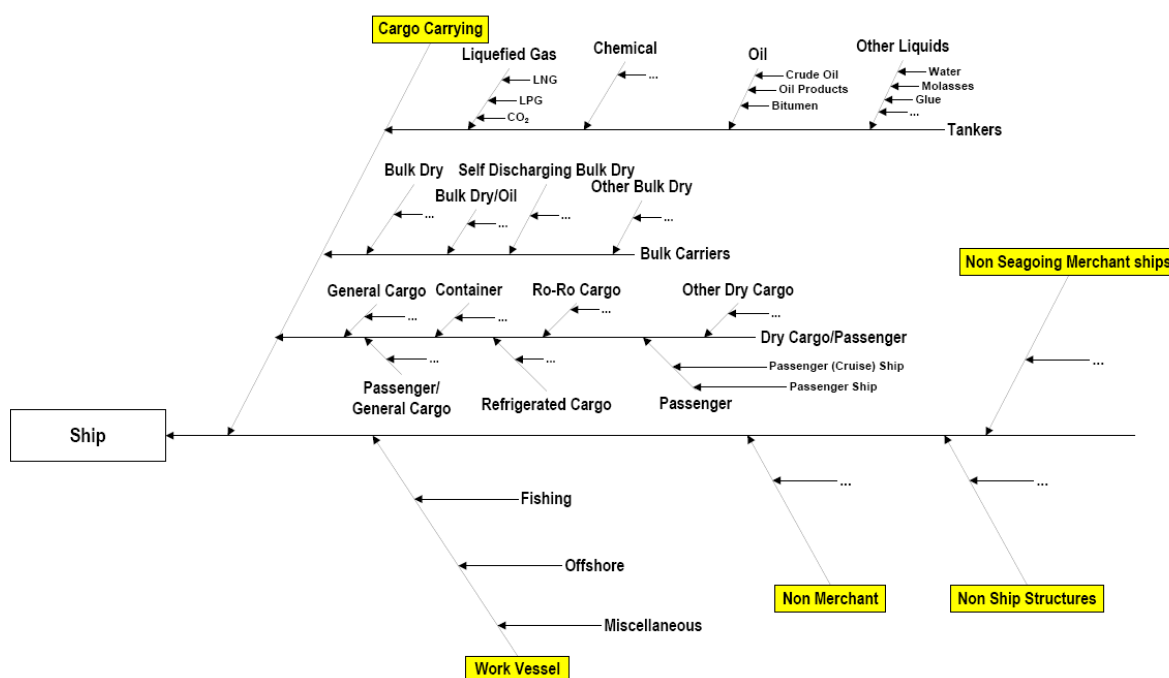 Cargo Carrying
Liquefied Gas
LNG
LPG
CO₂
Chemical
...
Oil
Crude Oil
Oil Products
Bitumen
Other Liquids
Water
Molasses
Glue
...
Tankers
Bulk Dry
...
Bulk Dry/Oil
...
Self Discharging Bulk Dry
...
Other Bulk Dry
...
Bulk Carriers
Non Seagoing Merchant ships
...
General Cargo
...
Container
...
Ro-Ro Cargo
...
Other Dry Cargo
...
Dry Cargo/Passenger
...
Passenger/
General Cargo
...
Refrigerated Cargo
Passenger (Cruise) Ship
Passenger Ship
Passenger
Ship
Fishing
Offshore
Miscellaneous
Work Vessel
...
Non Merchant
...
Non Ship Structures